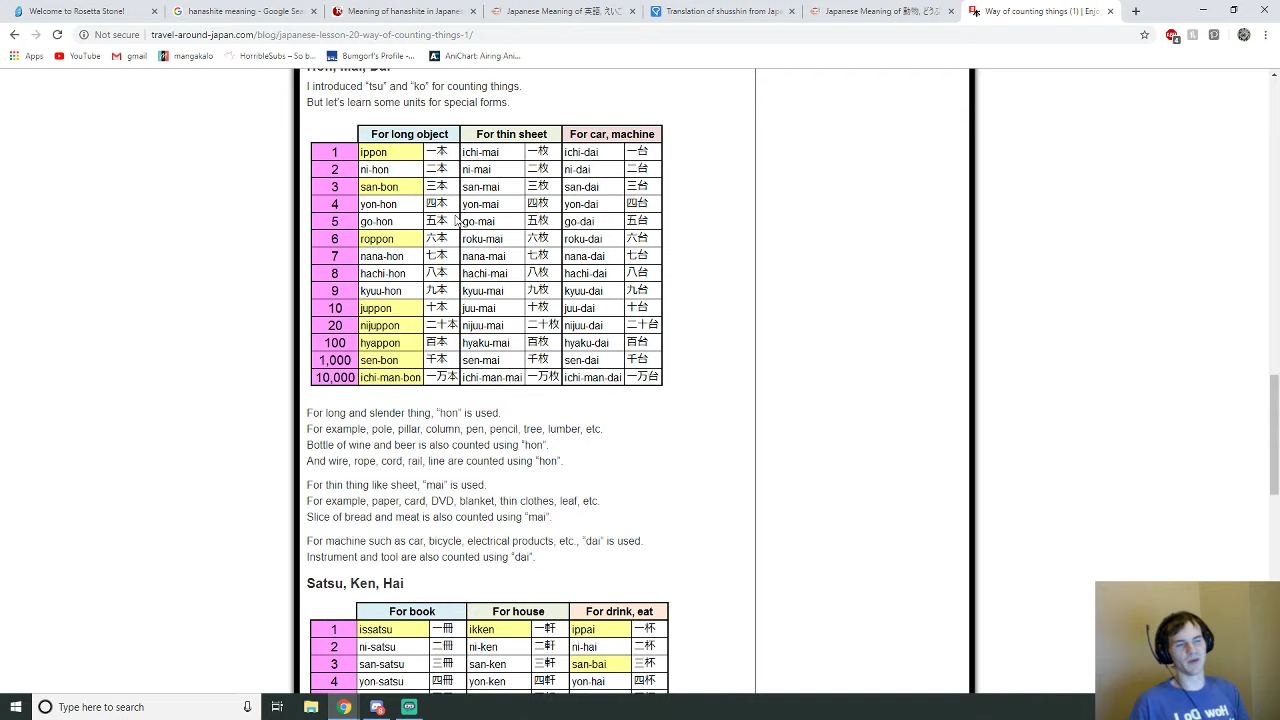 Welcome to Rosetta Stone!
hanashite meaning - Google Sea
Meaning of hanashite in Japanes
Japanese Meaning of 英語, えいご
Translation of shusshin from Jap
Japanese Meaning of 動物, どうぶ
Way of counting things (1) | Enjo
Not secure | travel-around-japan.com/blog/japanese-lesson-20-way-of-counting-things-1/
Apps YouTube gmail mangakalo HorribleSubs – So b... Bumgorf's Profile -... AniChart: Airing Ani...
Hon, Mai, Dai
I introduced “tsu” and “ko” for counting things.
But let’s learn some units for special forms.
For long object For thin sheet For car, machine
1 ippon 一本 ichi-mai 一枚 ichi-dai 一台
2 ni-hon 二本 ni-mai 二枚 ni-dai 二台
3 san-bon 三本 san-mai 三枚 san-dai 三台
4 yon-hon 四本 yon-mai 四枚 yon-dai 四台
5 go-hon 五本 go-mai 五枚 go-dai 五台
6 roppon 六本 roku-mai 六枚 roku-dai 六台
7 nana-hon 七本 nana-mai 七枚 nana-dai 七台
8 hachi-hon 八本 hachi-mai 八枚 hachi-dai 八台
9 kyuu-hon 九本 kyuu-mai 九枚 kyuu-dai 九台
10 juppon 十本 juu-mai 十枚 juu-dai 十台
20 nijuppon 二十本 nijuu-mai 二十枚 nijuu-dai 二十台
100 hyappon 百本 hyaku-mai 百枚 hyaku-dai 百台
1,000 sen-bon 千本 sen-mai 千枚 sen-dai 千台
10,000 ichi-man-bon 一万本 ichi-man-mai 一万枚 ichi-man-dai 一万台
For long and slender thing, “hon” is used.
For example, pole, pillar, column, pen, pencil, tree, lumber, etc.
Bottle of wine and beer is also counted using “hon”.
And wire, rope, cord, rail, line are counted using “hon”.
For thin thing like sheet, “mai” is used.
For example, paper, card, DVD, blanket, thin clothes, leaf, etc.
Slice of bread and meat is also counted using “mai”.
For machine such as car, bicycle, electrical products, etc., “dai” is used.
Instrument and tool are also counted using “dai”.
Satsu, Ken, Hai
For book For house For drink, eat
1 issatsu 一冊 ikken 一軒 ippai 一杯
2 ni-satsu 二冊 ni-ken 二軒 ni-hai 二杯
3 san-satsu 三冊 san-ken 三軒 san-bai 三杯
4 yon-satsu 四冊 yon-ken 四軒 yon-hai 四杯
Type here to search